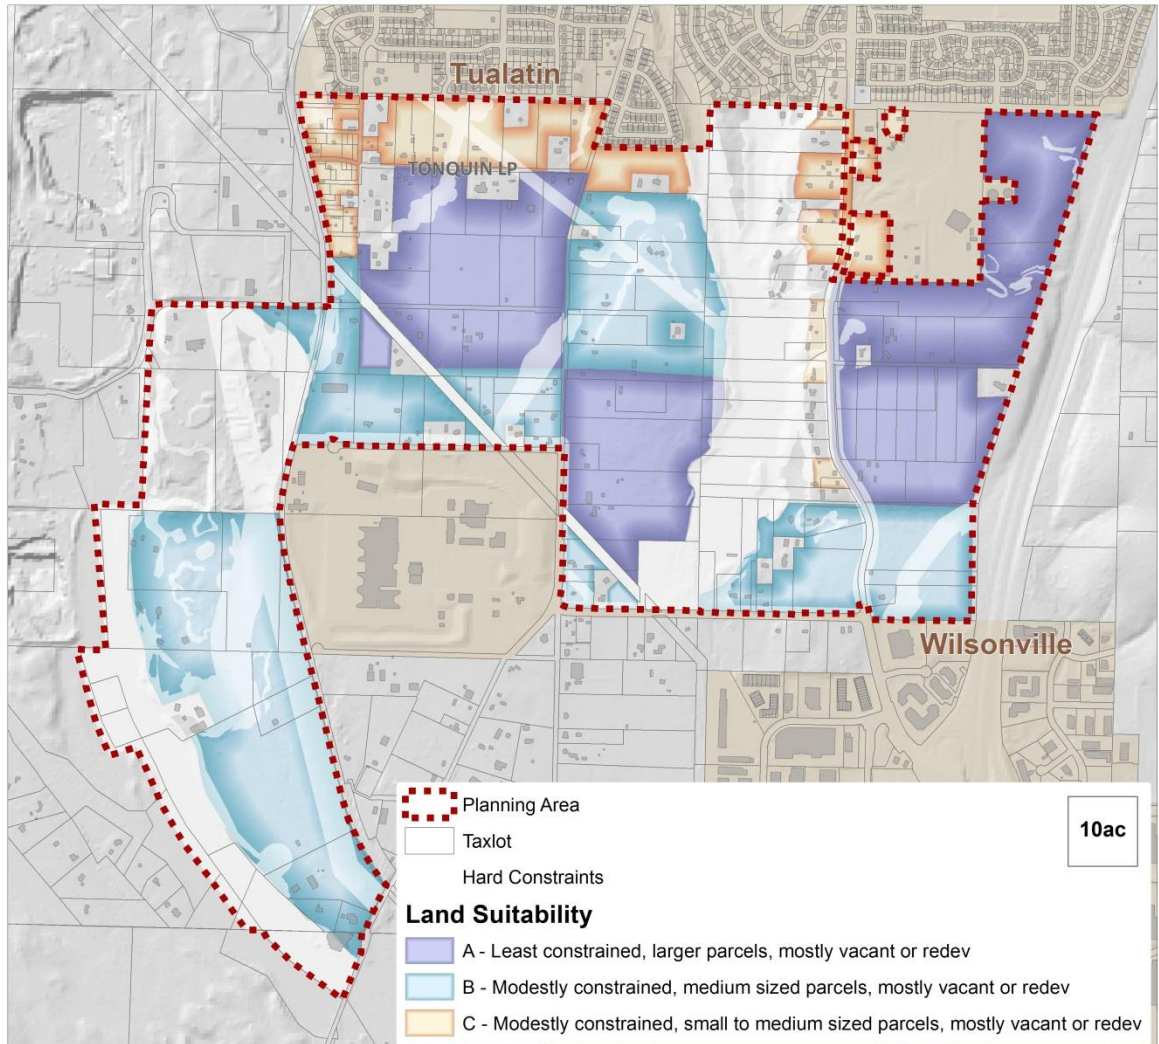 Tualatin
TONQUIN LP
Wilsonville
Planning Area
Taxlot
Hard Constraints
10ac
Land Suitability
A - Least constrained, larger parcels, mostly vacant or redev
B - Modestly constrained, medium sized parcels, mostly vacant or redev
C - Modestly constrained, small to medium sized parcels, mostly vacant or redev